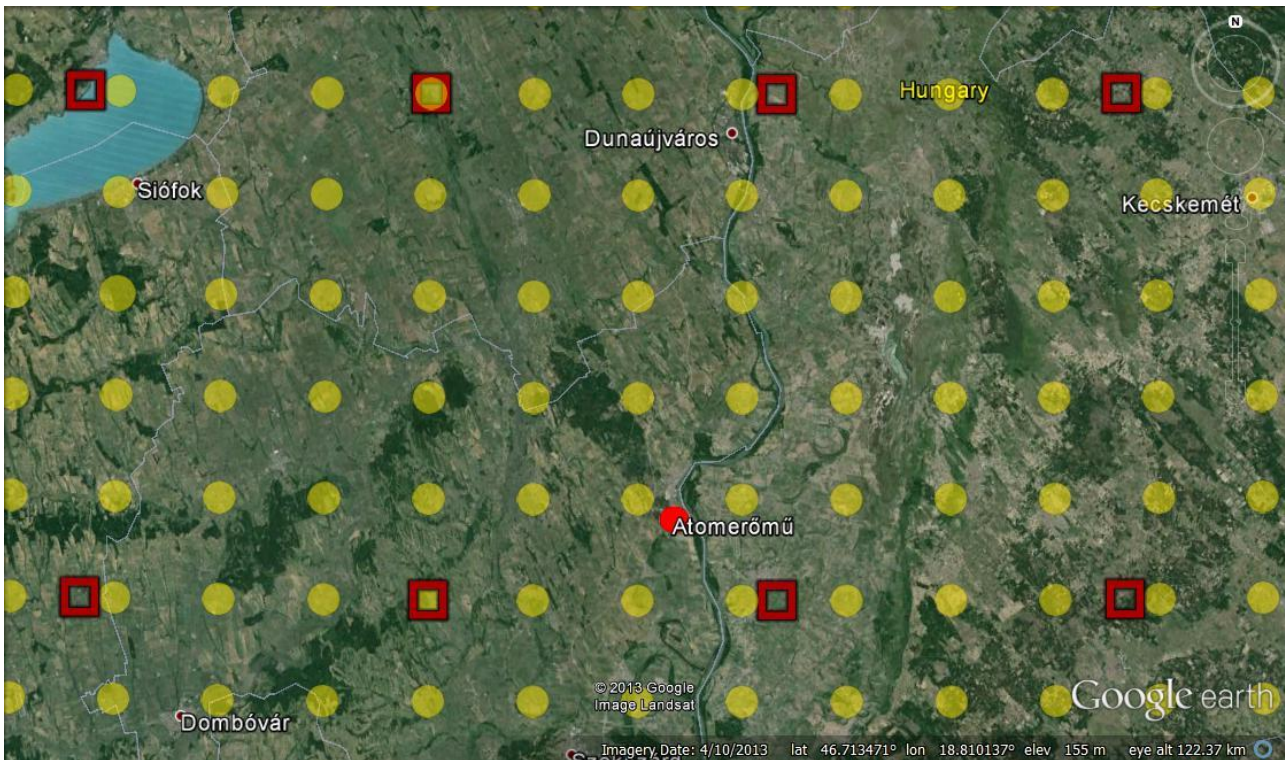 N
Hungary
Dunaújváros
Siófok
Kecskemét
Atomerőmű
© 2013 Google
Image Landsat
Google earth
Dombóvár
Imagery Date: 4/10/2013 lat 46.713471° lon 18.810137° elev 155 m eye alt 122.37 km